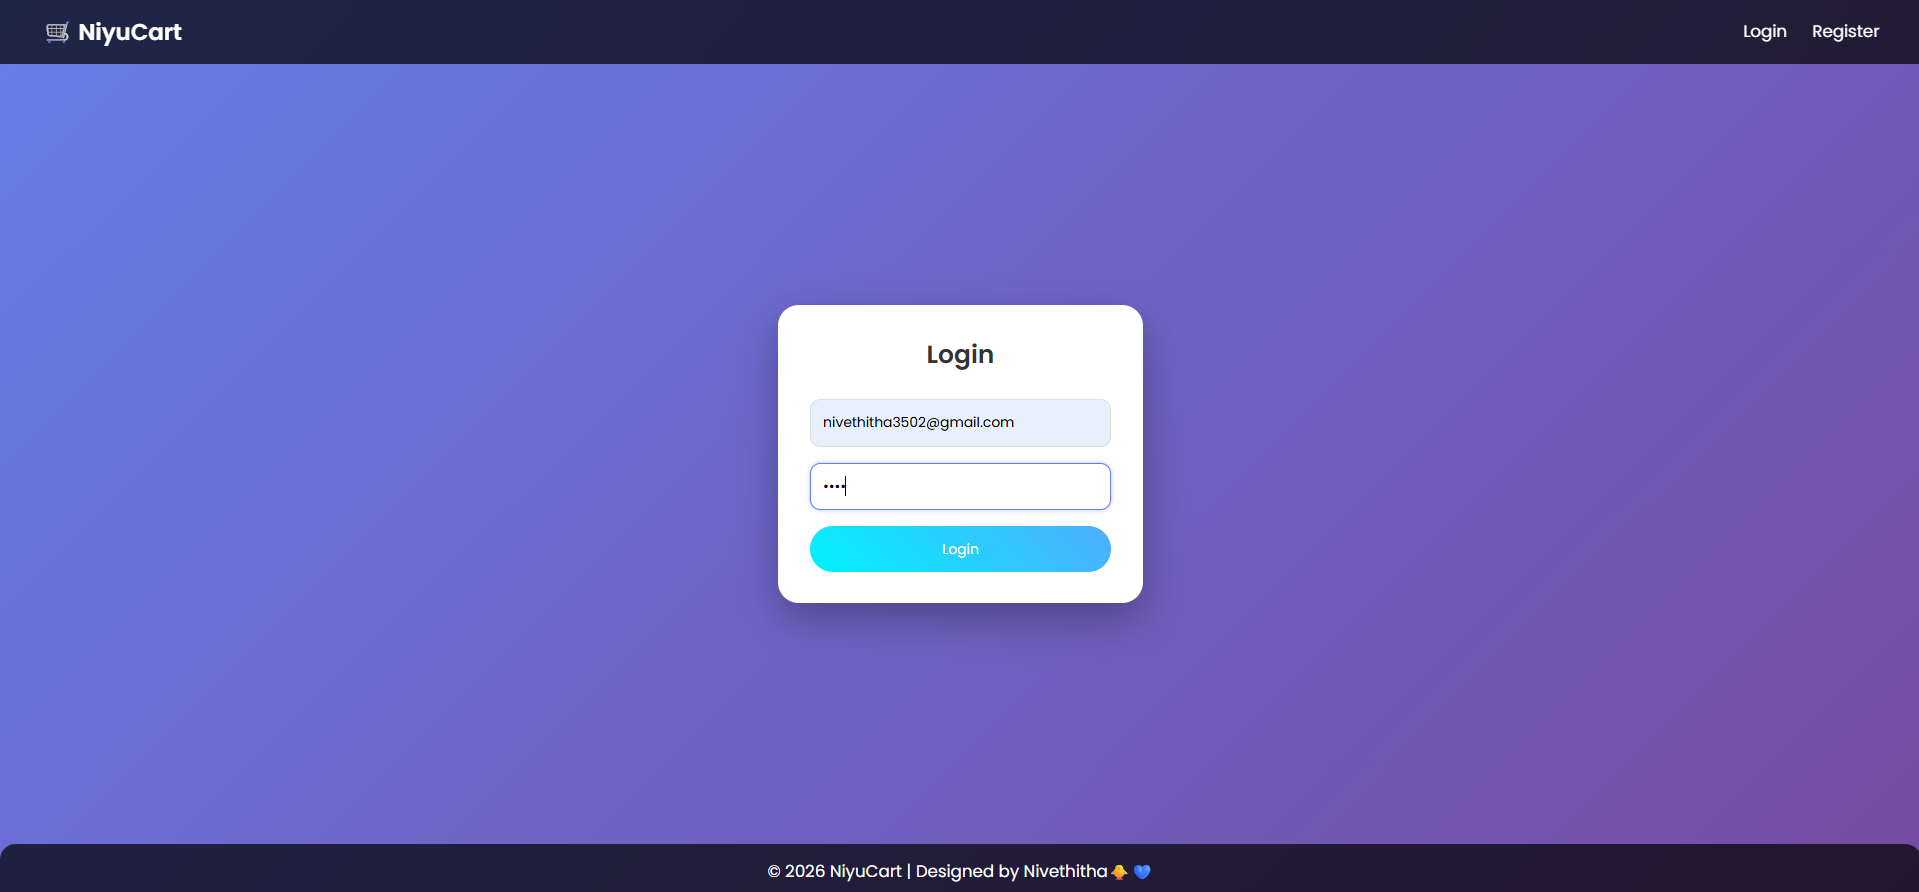 🛒 NiyuCart
Login Register
Login
nivethitha3502@gmail.com
••••
Login
© 2026 NiyuCart | Designed by Nivethitha🐥 💙